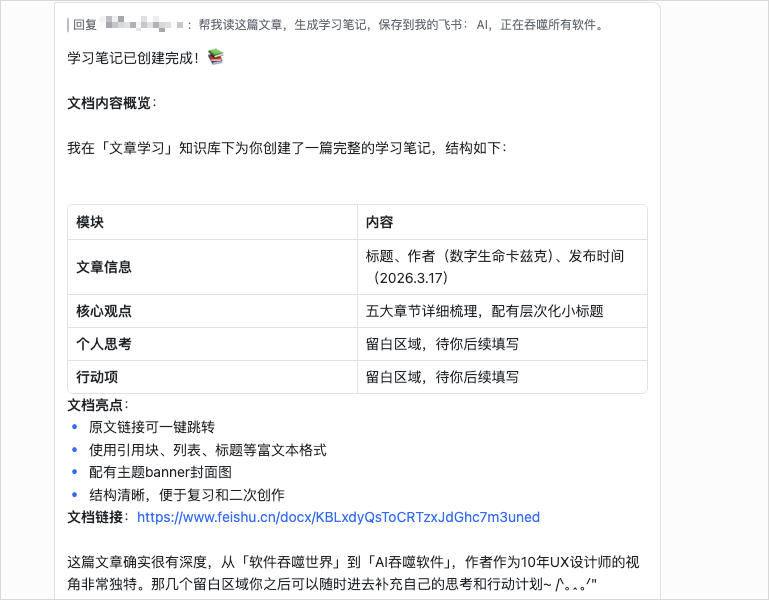 回复 : 帮我读这篇文章，生成学习笔记，保存到我的飞书： AI，正在吞噬所有软件。
学习笔记已创建完成！📚
文档内容概览：
我在「文章学习」知识库下为你创建了一篇完整的学习笔记，结构如下：
模块 内容
文章信息 标题、作者（数字生命卡兹克）、发布时间
（2026.3.17）
核心观点 五大章节详细梳理，配有层次化小标题
个人思考 留白区域，待你后续填写
行动项 留白区域，待你后续填写
文档亮点：
• 原文链接可一键跳转
• 使用引用块、列表、标题等富文本格式
• 配有主题banner封面图
• 结构清晰，便于复习和二次创作
文档链接：https://www.feishu.cn/docx/KBLxdyQsToCRTzxJdGhc7m3uned
这篇文章确实很有深度，从「软件吞噬世界」到「AI吞噬软件」，作者作为10年UX设计师的视
角非常独特。那几个留白区域你之后可以随时进去补充自己的思考和行动计划~